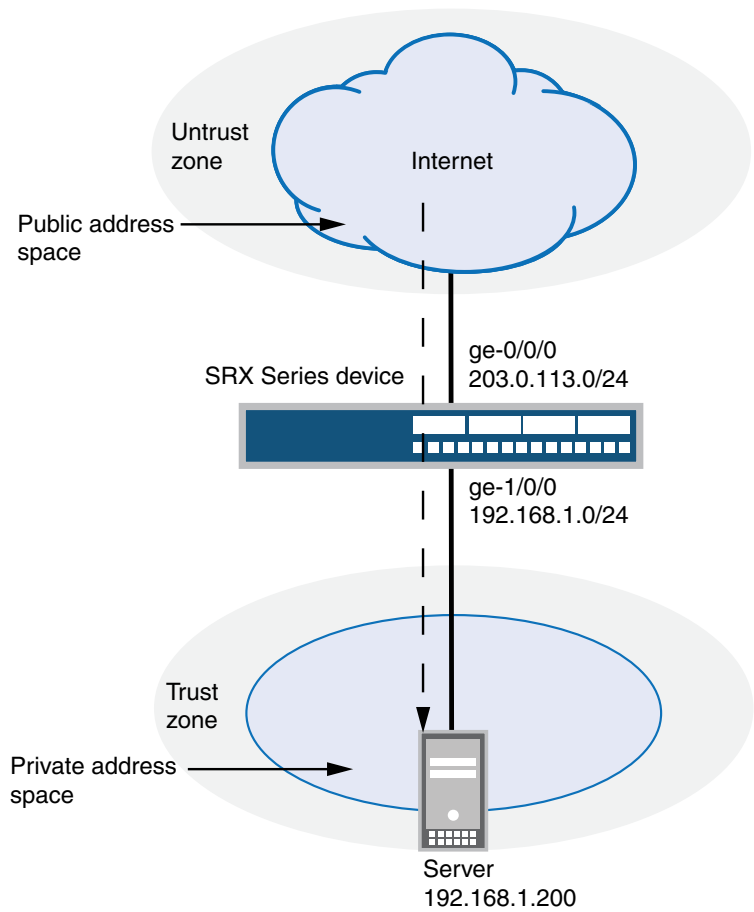 Untrust
zone
Internet
Public address
space
ge-0/0/0
203.0.113.0/24
SRX Series device
ge-1/0/0
192.168.1.0/24
Trust
zone
Private address
space
Server
192.168.1.200